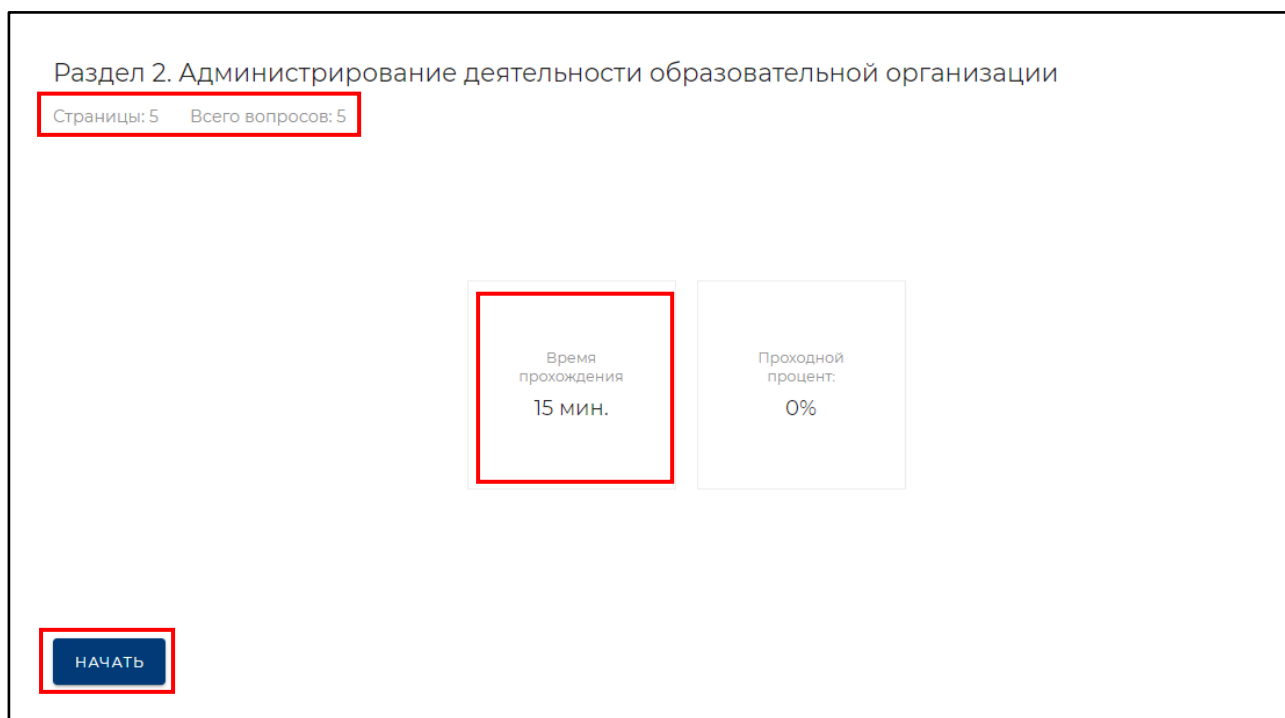 Раздел 2. Администрирование деятельности образовательной организации
Страницы: 5 Всего вопросов: 5
Время
прохождения
15 мин.
Проходной
процент:
0%
НАЧАТЬ